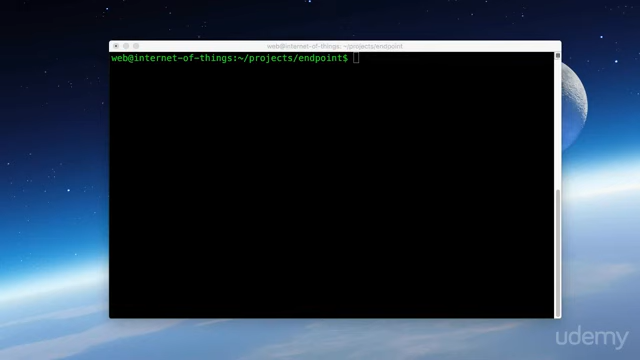 web@internet-of-things: ~/projects/endpoint
web@internet-of-things:~/projects/endpoint$
udemy